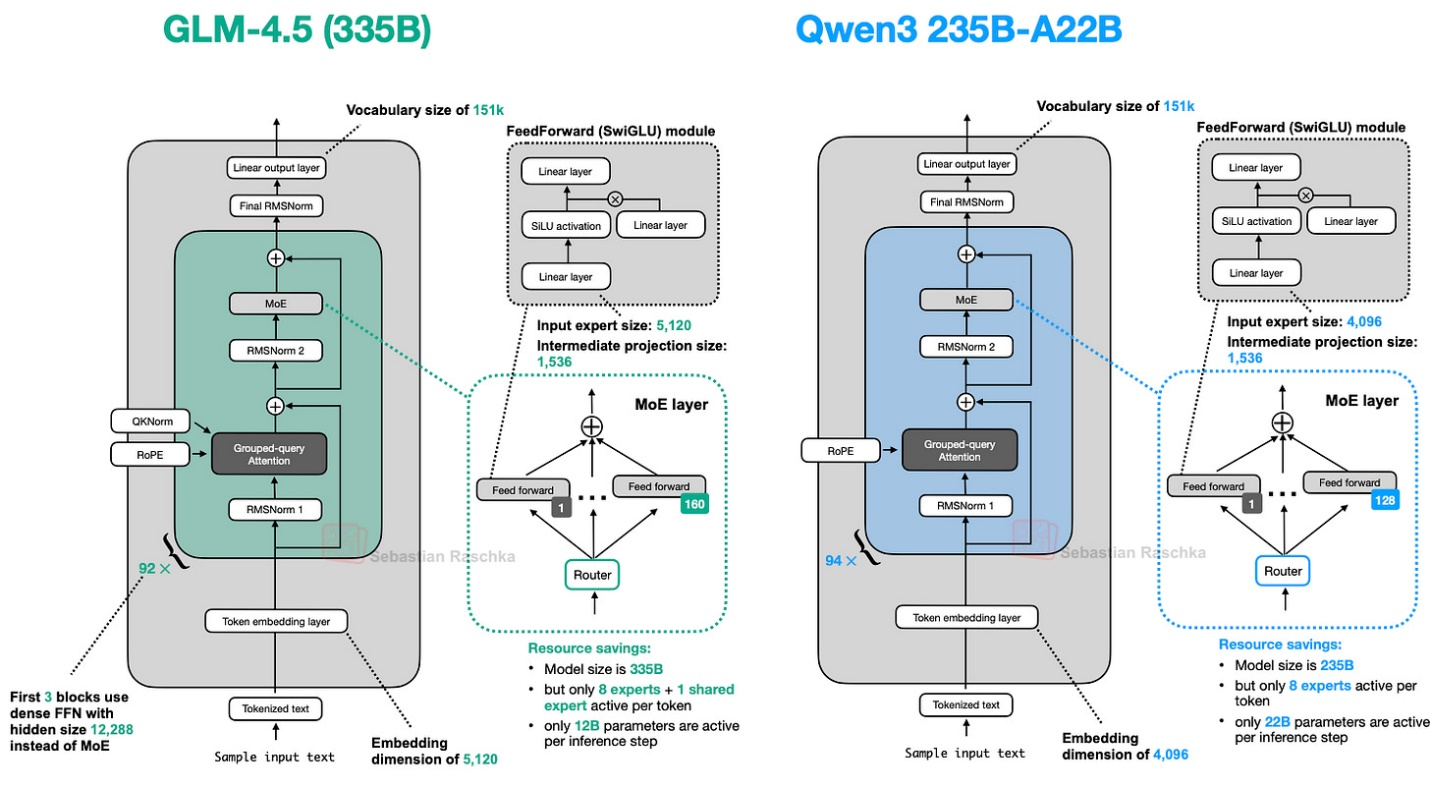 GLM-4.5 (335B)
Vocabulary size of 151k
FeedForward (SwiGLU) module
Linear output layer
Linear layer
Final RMSNorm
SiLU activation
Linear layer
Linear layer
MoE
Input expert size: 5,120
Intermediate projection size:
1,536
RMSNorm 2
MoE layer
QKNorm
RoPE
Grouped-query
Attention
Feed forward
1
Feed forward
160
RMSNorm 1
Sebastian Raschka
92 ×
Router
Token embedding layer
Resource savings:
• Model size is 335B
• but only 8 experts + 1 shared
expert active per token
• only 12B parameters are active
per inference step
First 3 blocks use
dense FFN with
hidden size 12,288
instead of MoE
Tokenized text
Embedding
dimension of 5,120
Sample input text
Qwen3 235B-A22B
Vocabulary size of 151k
FeedForward (SwiGLU) module
Linear output layer
Linear layer
Final RMSNorm
SiLU activation
Linear layer
Linear layer
MoE
Input expert size: 4,096
Intermediate projection size:
1,536
RMSNorm 2
MoE layer
RoPE
Grouped-query
Attention
Feed forward
1
Feed forward
128
RMSNorm 1
Sebastian Raschka
94 ×
Router
Token embedding layer
Resource savings:
• Model size is 235B
• but only 8 experts active per
token
• only 22B parameters are active
per inference step
Tokenized text
Embedding
dimension of 4,096
Sample input text